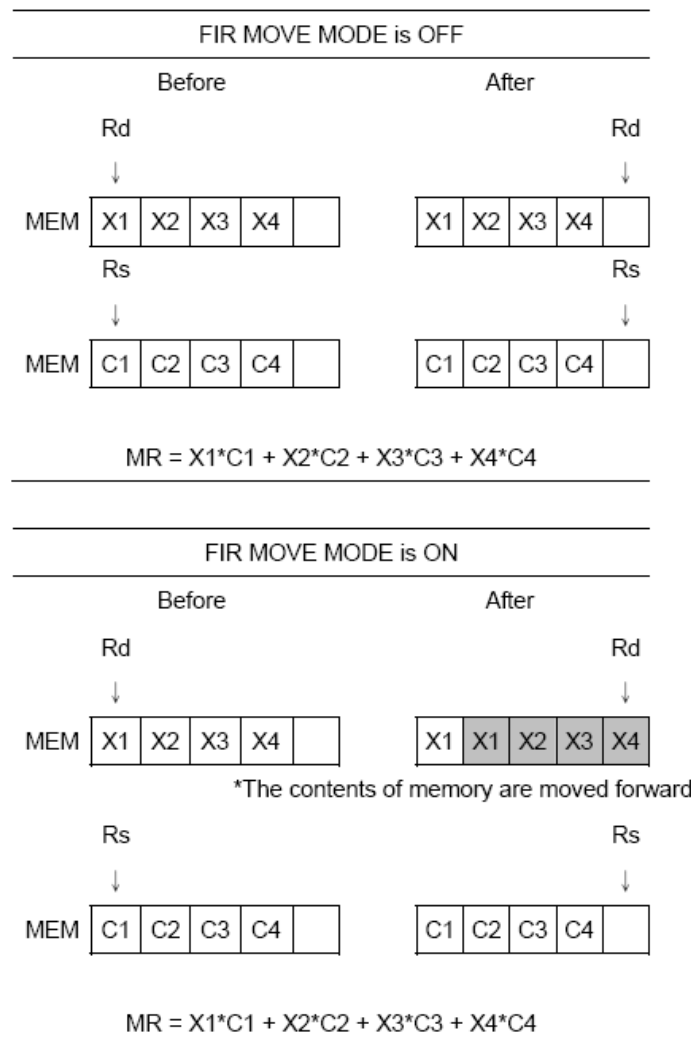 FIR MOVE MODE is OFF
Before After
Rd Rd
↓ ↓
MEM X1 X2 X3 X4 X1 X2 X3 X4
Rs Rs
↓ ↓
MEM C1 C2 C3 C4 C1 C2 C3 C4
MR = X1*C1 + X2*C2 + X3*C3 + X4*C4
FIR MOVE MODE is ON
Before After
Rd Rd
↓ ↓
MEM X1 X2 X3 X4 X1 X1 X2 X3 X4
*The contents of memory are moved forward
Rs Rs
↓ ↓
MEM C1 C2 C3 C4 C1 C2 C3 C4
MR = X1*C1 + X2*C2 + X3*C3 + X4*C4